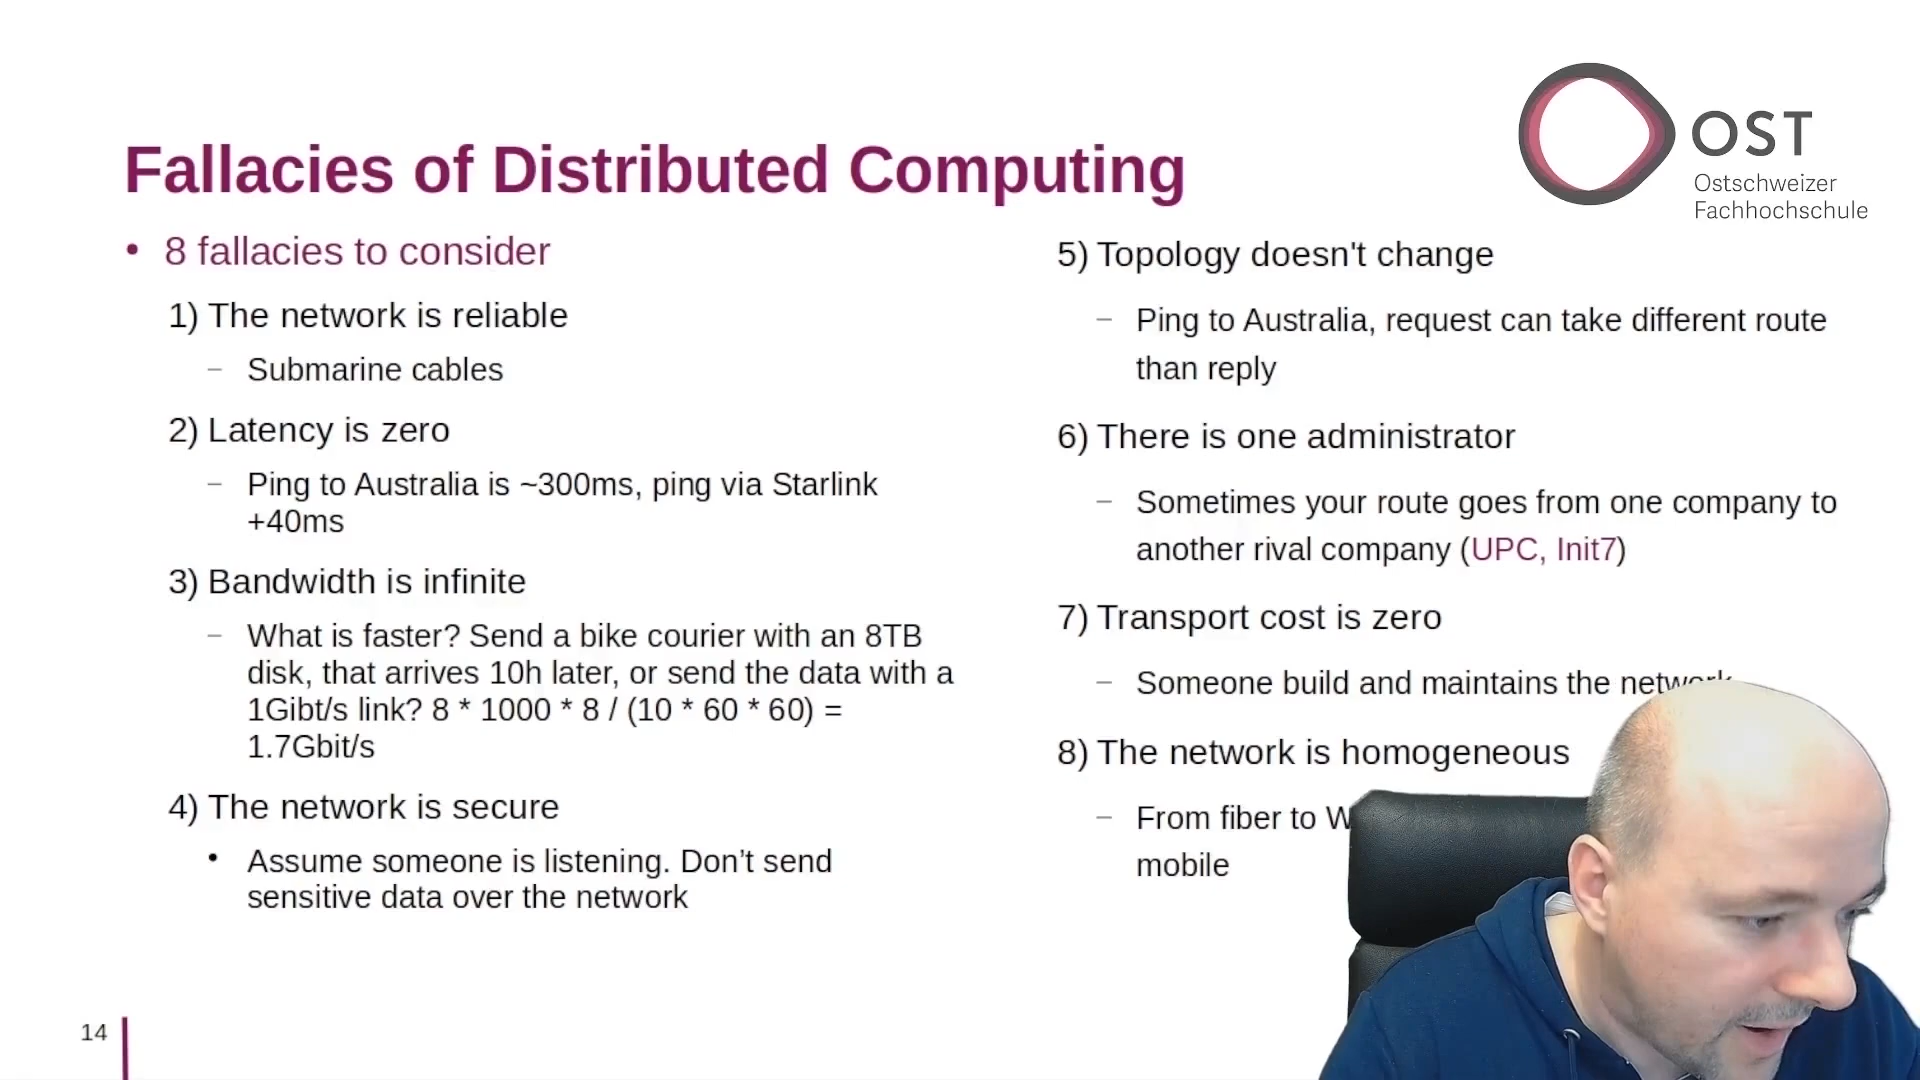 OST
Ostschweizer
Fachhochschule
Fallacies of Distributed Computing
• 8 fallacies to consider
1) The network is reliable
– Submarine cables
2) Latency is zero
– Ping to Australia is ~300ms, ping via Starlink
+40ms
3) Bandwidth is infinite
– What is faster? Send a bike courier with an 8TB
disk, that arrives 10h later, or send the data with a
1Gibt/s link? 8 * 1000 * 8 / (10 * 60 * 60) =
1.7Gbit/s
4) The network is secure
• Assume someone is listening. Don’t send
sensitive data over the network
5) Topology doesn't change
– Ping to Australia, request can take different route
than reply
6) There is one administrator
– Sometimes your route goes from one company to
another rival company (UPC, Init7)
7) Transport cost is zero
– Someone build and maintains the network
8) The network is homogeneous
– From fiber to
mobile
14